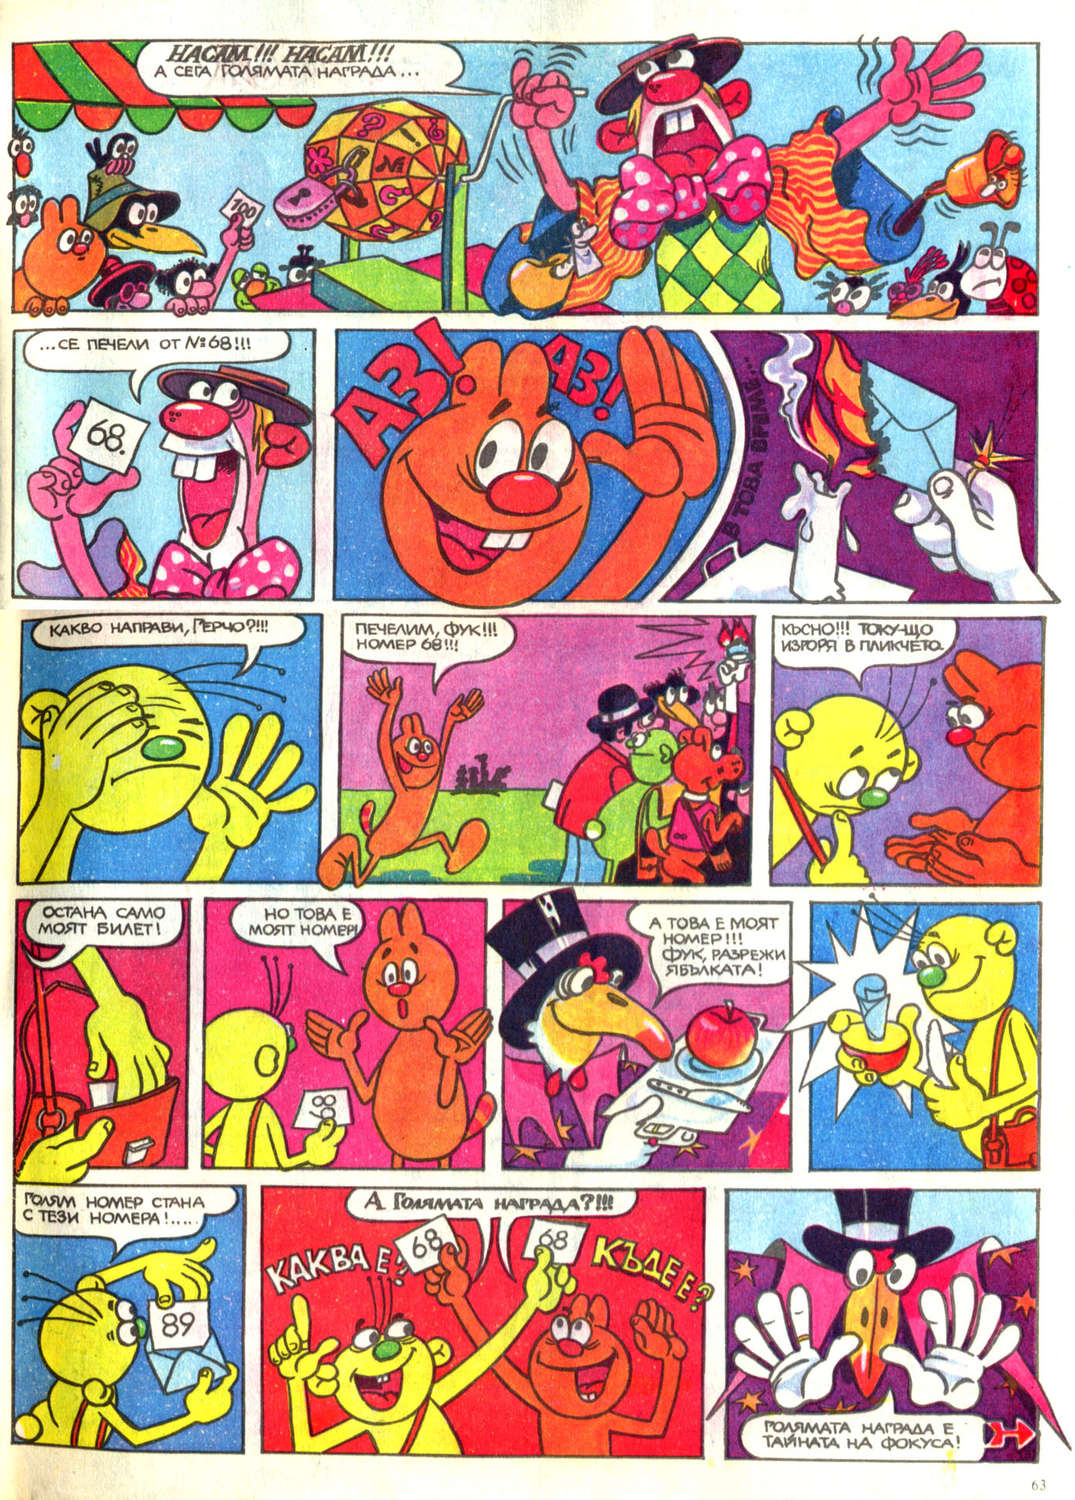 НАСАМ!!! НАСАМ!!!
А СЕГА ГОЛЯМАТА НАГРАДА...
100
...СЕ ПЕЧЕЛИ ОТ №68!!!
68.
АЗ!
АЗ!
В ТОВА ВРЕМЕ...
КАКВО НАПРАВИ, ГЕРЧО?!!!
ПЕЧЕЛИМ, ФУК!!!
НОМЕР 68!!!
КЪСНО!!! ТОКУ-ЩО
ИЗГОРЯ В ПЛИКЧЕТО.
ОСТАНА САМО
МОЯТ БИЛЕТ!
НО ТОВА Е
МОЯТ НОМЕР!
А ТОВА Е МОЯТ
НОМЕР!!!
ФУК, РАЗРЕЖИ
ЯБЪЛКАТА!
ГОЛЯМ НОМЕР СТАНА
С ТЕЗИ НОМЕРА!.....
89
А ГОЛЯМАТА НАГРАДА?!!!
КАКВА Е?
68
68
КЪДЕ Е?
ГОЛЯМАТА НАГРАДА Е
ТАЙНАТА НА ФОКУСА!
63